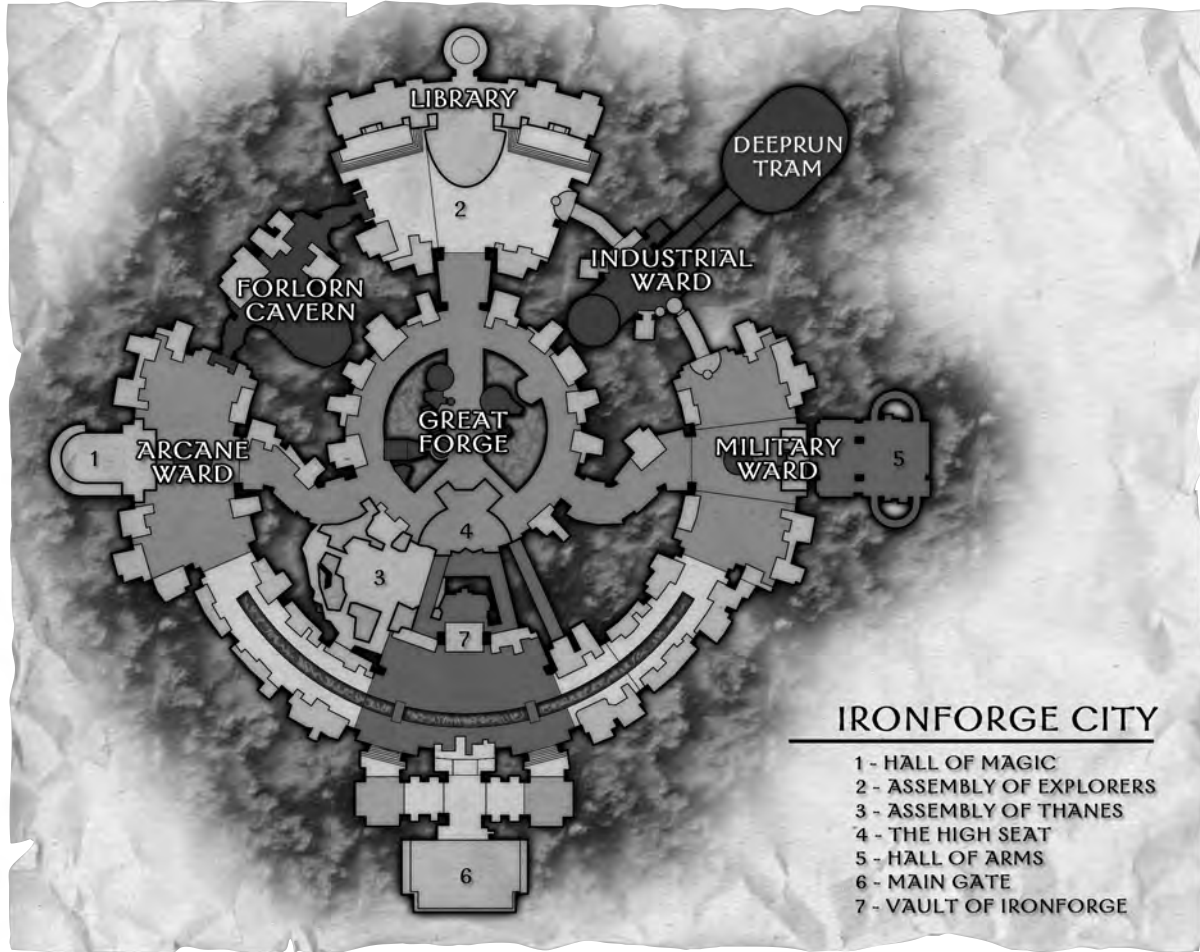 LIBRARY
DEEPRUN
TRAM
2
INDUSTRIAL
WARD
FORLORN
CAVERN
GREAT
FORGE
1
ARCANE
WARD
MILITARY
WARD
5
4
3
7
6
IRONFORGE CITY
1 - HALL OF MAGIC
2 - ASSEMBLY OF EXPLORERS
3 - ASSEMBLY OF THANES
4 - THE HIGH SEAT
5 - HALL OF ARMS
6 - MAIN GATE
7 - VAULT OF IRONFORGE